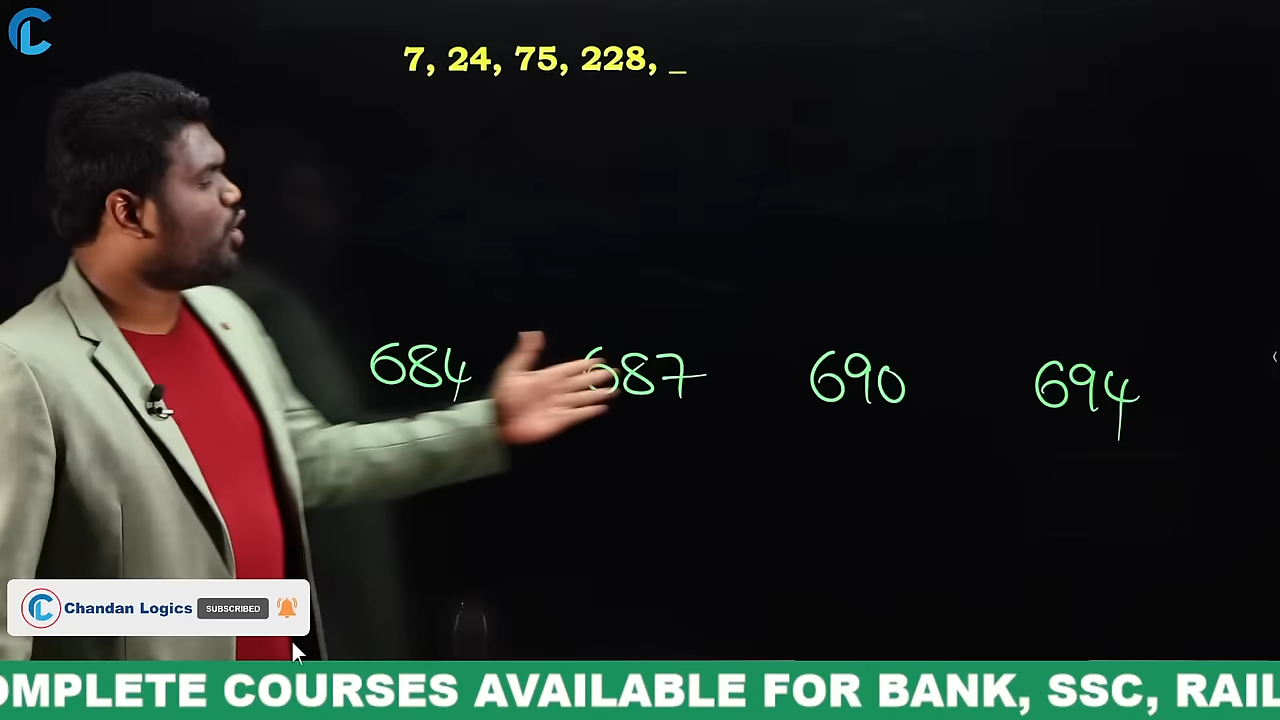 7, 24, 75, 228, _
684 687 690 694
Chandan Logics SUBSCRIBED
OMPLETE COURSES AVAILABLE FOR BANK, SSC, RAIL